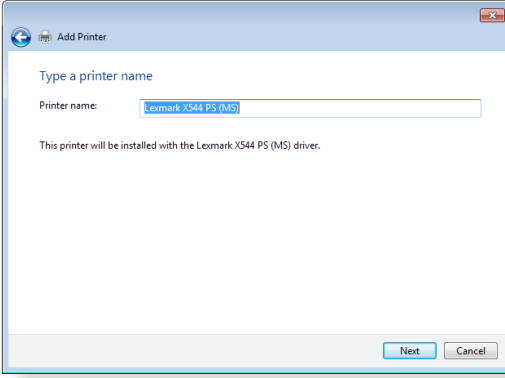 Add Printer
Type a printer name
Printer name: Lexmark X544 PS (MS)
This printer will be installed with the Lexmark X544 PS (MS) driver.
Next Cancel